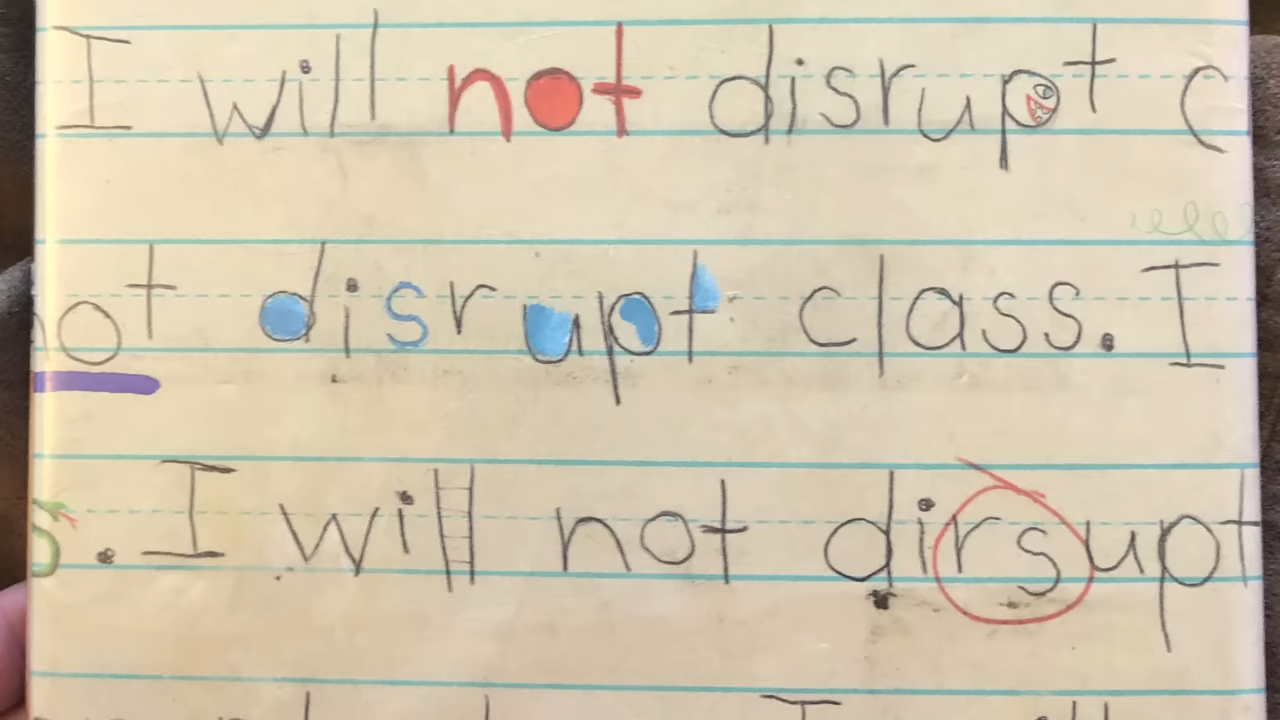 I will not disrupt c
not disrupt class. I
s. I will not dirsupt